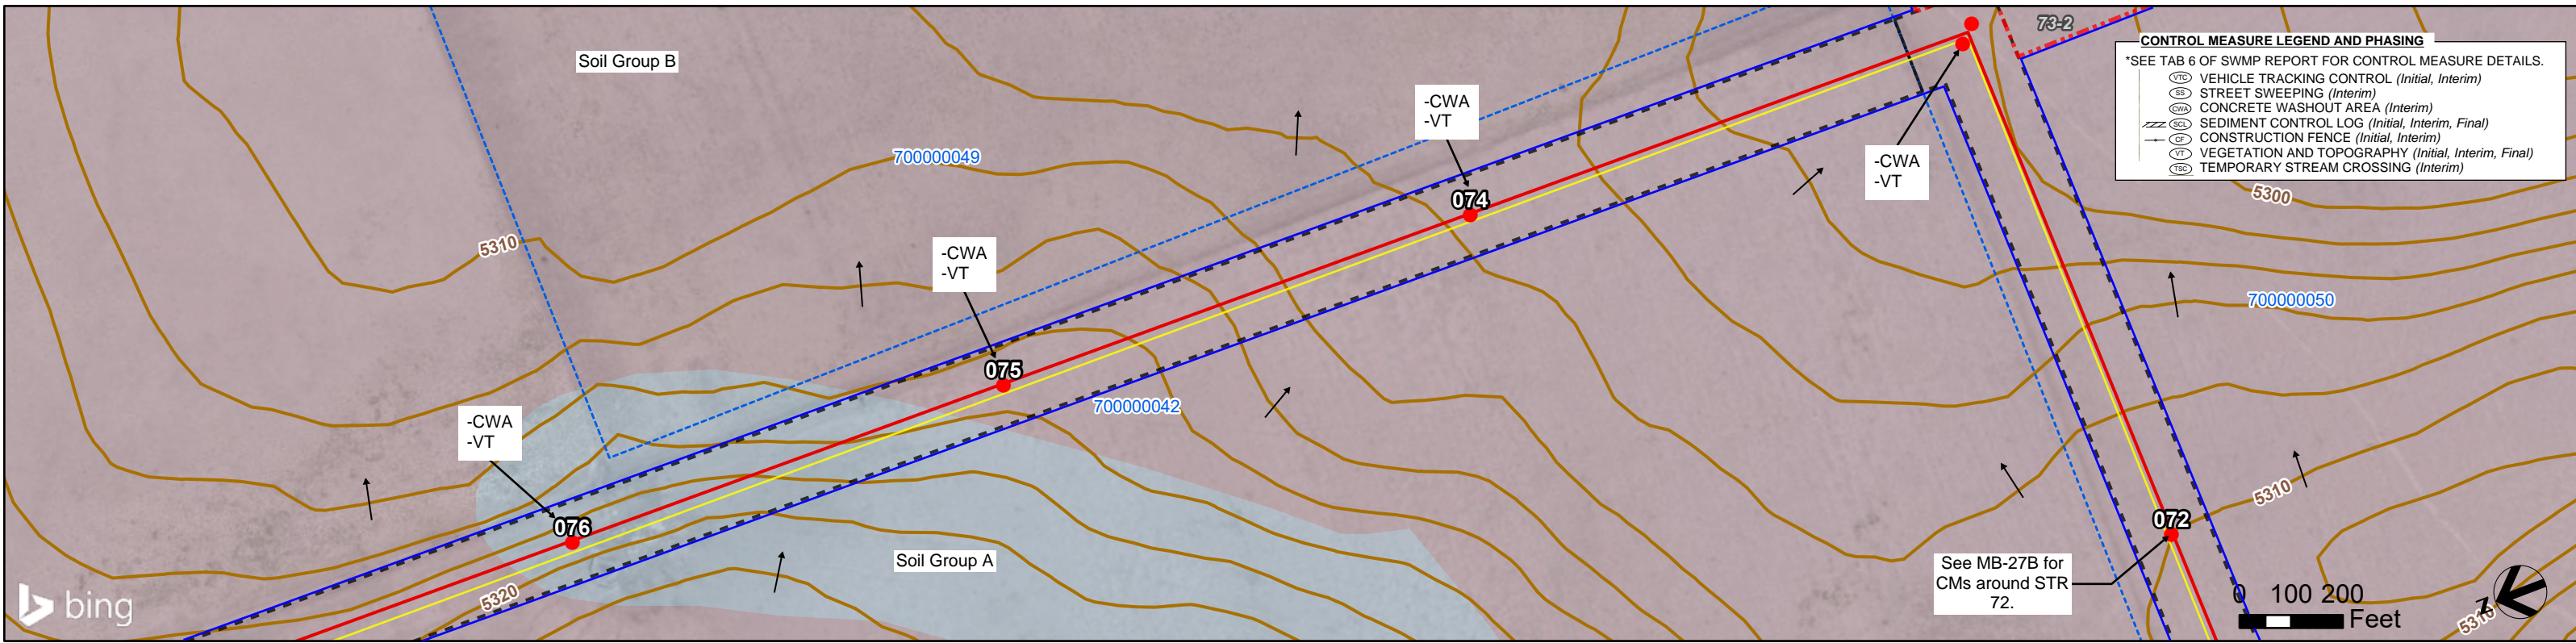 Soil Group B
73-2
CONTROL MEASURE LEGEND AND PHASING
*SEE TAB 6 OF SWMP REPORT FOR CONTROL MEASURE DETAILS.
VTC VEHICLE TRACKING CONTROL (Initial, Interim)
SS STREET SWEEPING (Interim)
CWA CONCRETE WASHOUT AREA (Interim)
SCL SEDIMENT CONTROL LOG (Initial, Interim, Final)
CF CONSTRUCTION FENCE (Initial, Interim)
VT VEGETATION AND TOPOGRAPHY (Initial, Interim, Final)
TSC TEMPORARY STREAM CROSSING (Interim)
-CWA
-VT
-CWA
-VT
700000049
5300
074
5310
-CWA
-VT
700000050
075
700000042
-CWA
-VT
076
5310
072
Soil Group A
See MB-27B for
CMs around STR
72.
5320
bing
0 100 200
Feet
Z
5310